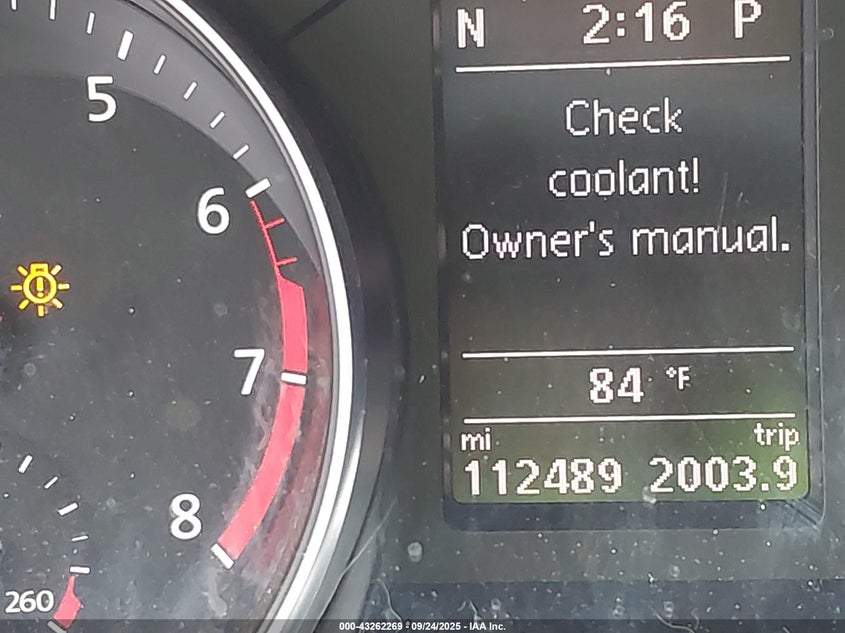 N 2:16 P
Check
coolant!
Owner's manual.
84 °F
mi trip
112489 2003.9
5
6
7
8
260
000-43262269 - 09/24/2025 - IAA Inc.